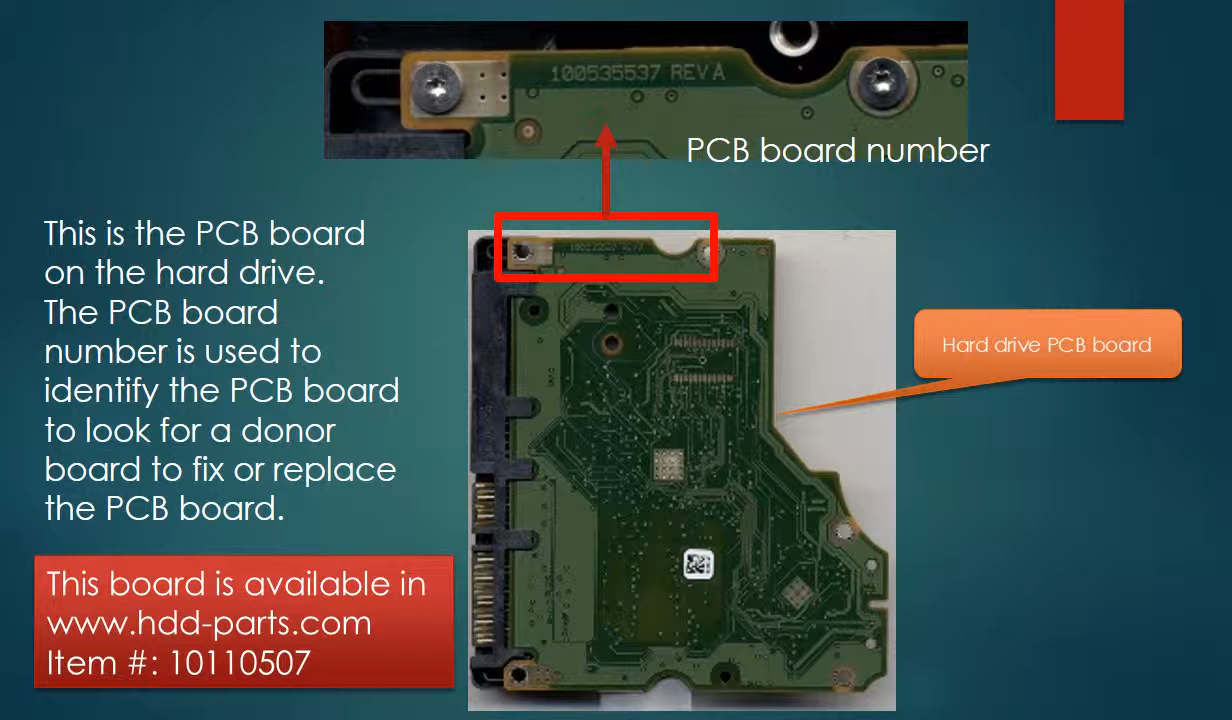 100535537 REV A
PCB board number
This is the PCB board
on the hard drive.
The PCB board
number is used to
identify the PCB board
to look for a donor
board to fix or replace
the PCB board.
Hard drive PCB board
This board is available in
www.hdd-parts.com
Item #: 10110507